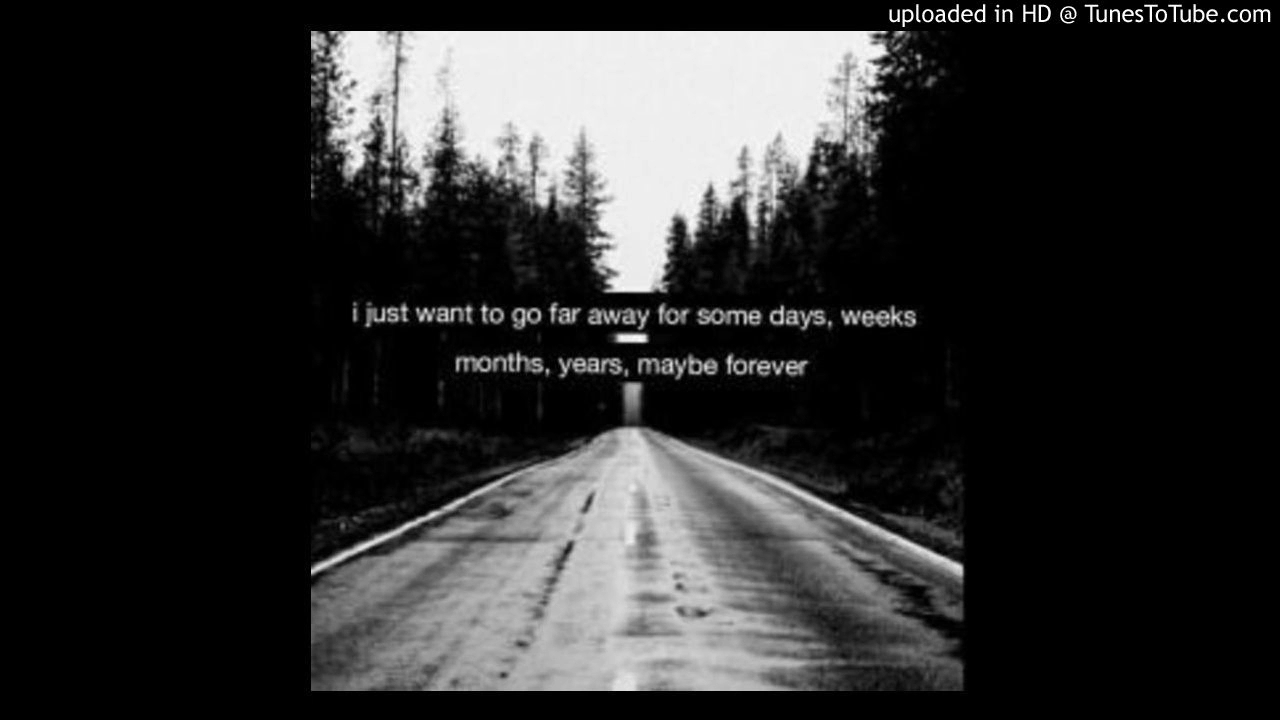 uploaded in HD @ TunesToTube.com
i just want to go far away for some days, weeks
months, years, maybe forever